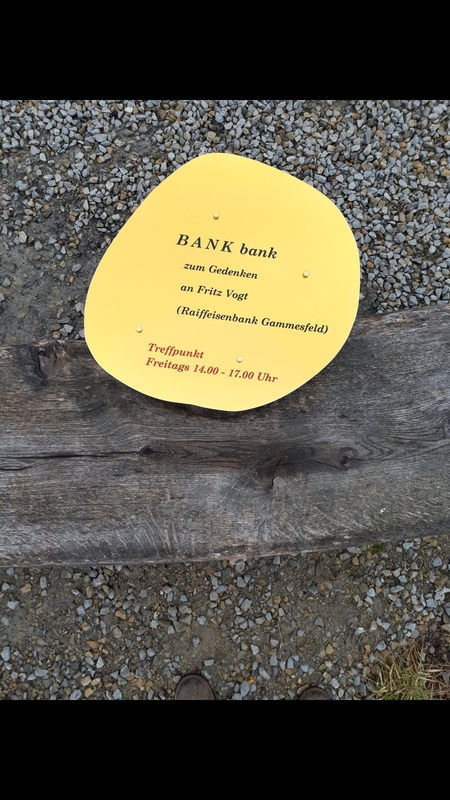 BANK bank
zum Gedenken
an Fritz Vogt
(Raiffeisenbank Gammesfeld)
Treffpunkt
Freitags 14.00 - 17.00 Uhr